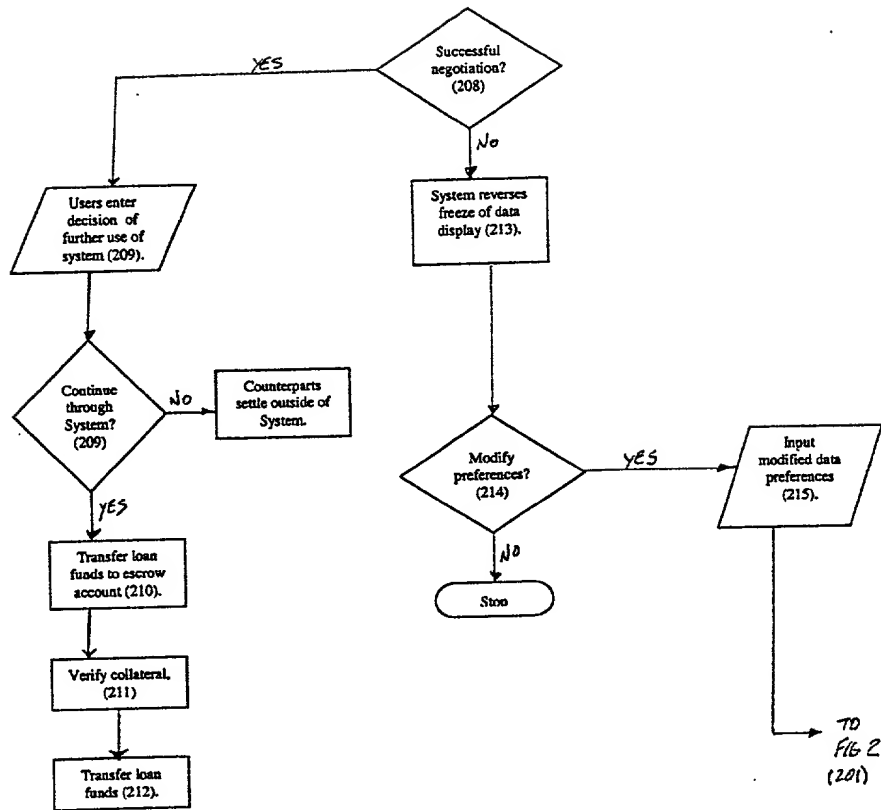 Successful
negotiation?
(208)
YES
NO
Users enter
decision of
further use of
system (209).
System reverses
freeze of data
display (213).
Continue
through
System?
(209)
NO
Counterparts
settle outside of
System.
YES
Modify
preferences?
(214)
YES
Input
modified data
preferences
(215).
NO
Stop
Transfer loan
funds to escrow
account (210).
Verify collateral.
(211)
Transfer loan
funds (212).
TO
FIG 2
(201)